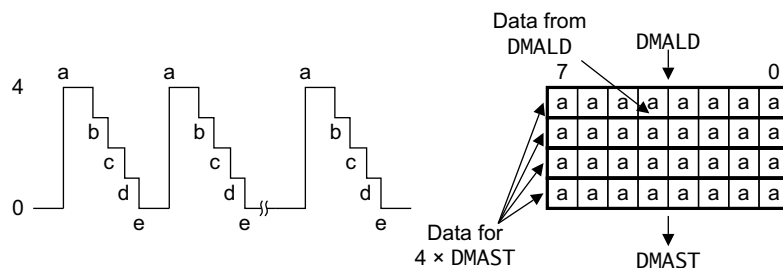 Data from
DMALD
DMALD
7 0
a a a
4
b b b
c c c
d d d
0
e e e
a a a a a a a a
a a a a a a a a
a a a a a a a a
a a a a a a a a
Data for
4 × DMAST
DMAST